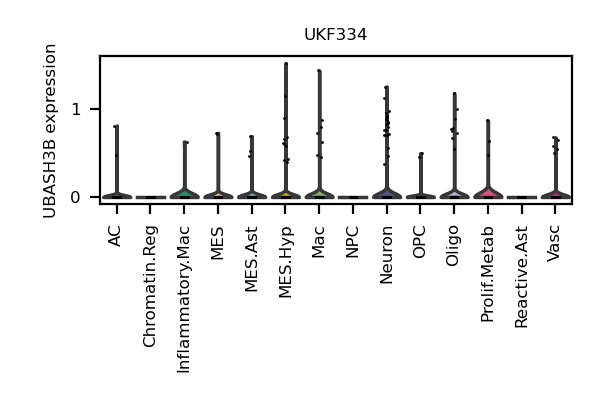 UKF334
UBASH3B expression
1
0
AC
Chromatin.Reg
Inflammatory.Mac
MES
MES.Ast
MES.Hyp
Mac
NPC
Neuron
OPC
Oligo
Prolif.Metab
Reactive.Ast
Vasc